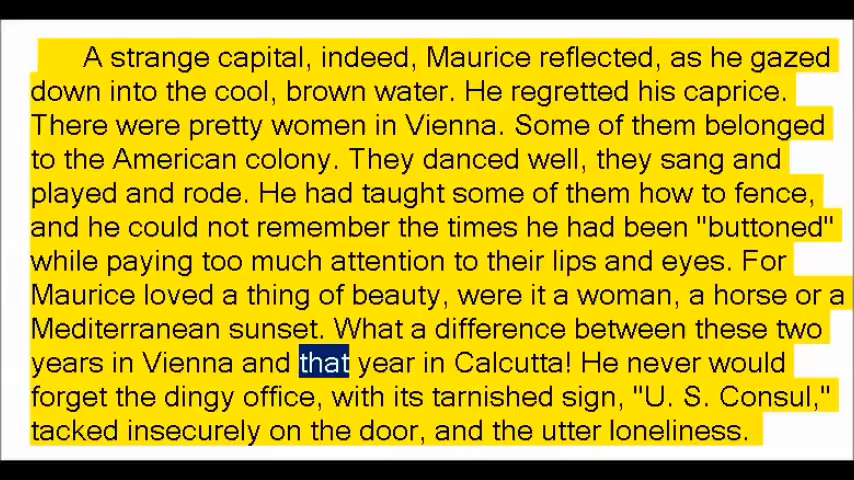 A strange capital, indeed, Maurice reflected, as he gazed
down into the cool, brown water. He regretted his caprice.
There were pretty women in Vienna. Some of them belonged
to the American colony. They danced well, they sang and
played and rode. He had taught some of them how to fence,
and he could not remember the times he had been "buttoned"
while paying too much attention to their lips and eyes. For
Maurice loved a thing of beauty, were it a woman, a horse or a
Mediterranean sunset. What a difference between these two
years in Vienna and that year in Calcutta! He never would
forget the dingy office, with its tarnished sign, "U. S. Consul,"
tacked insecurely on the door, and the utter loneliness.